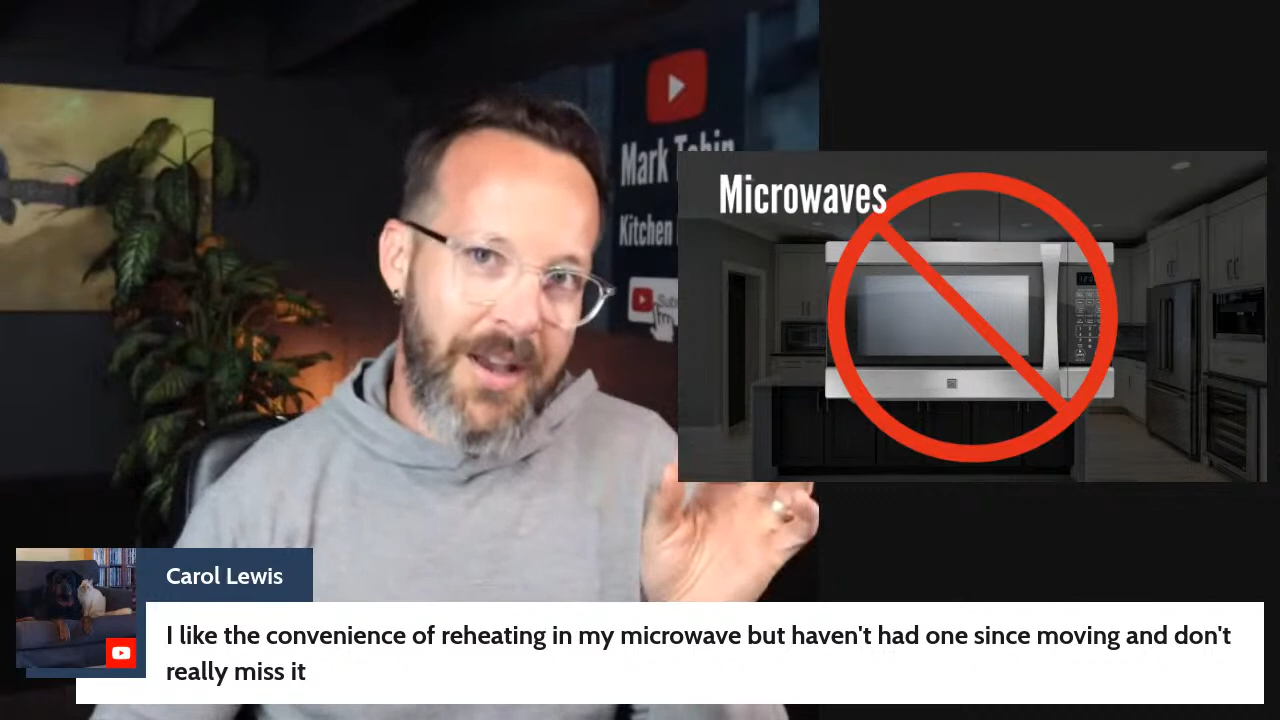 Mark Tobin
Kitchen
Microwaves
Carol Lewis
I like the convenience of reheating in my microwave but haven't had one since moving and don't
really miss it